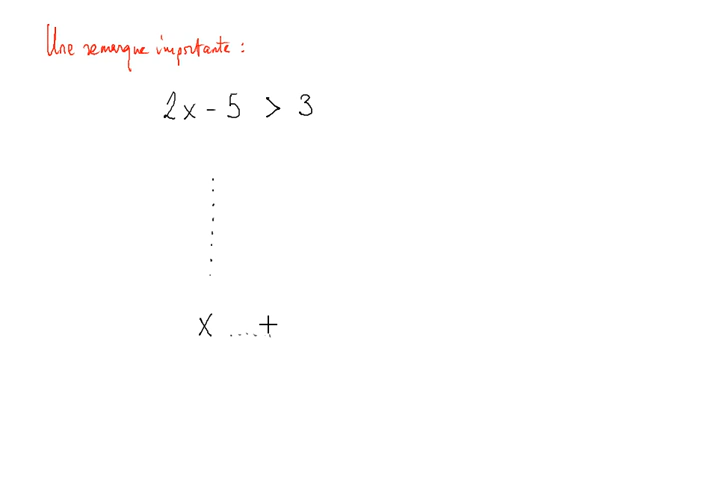 Une remarque importante :
2x - 5 > 3
x ....